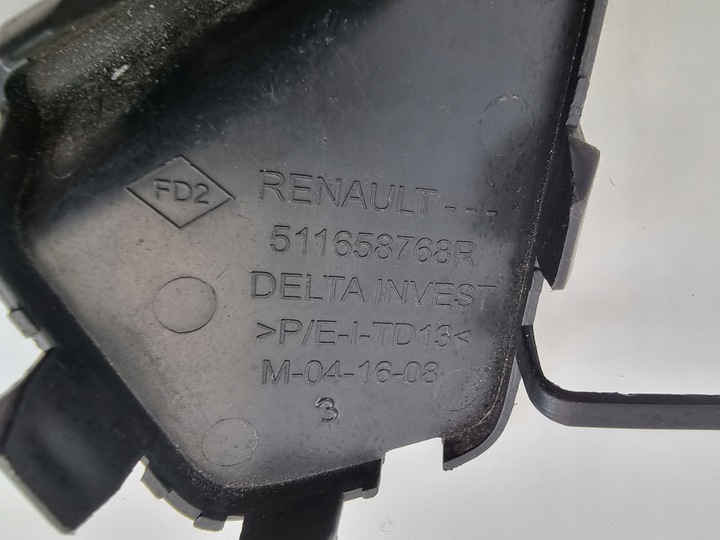 FD2
RENAULT - - -
511658768R
DELTA INVEST
>P/E-I-TD13<
M-04-16-08
3